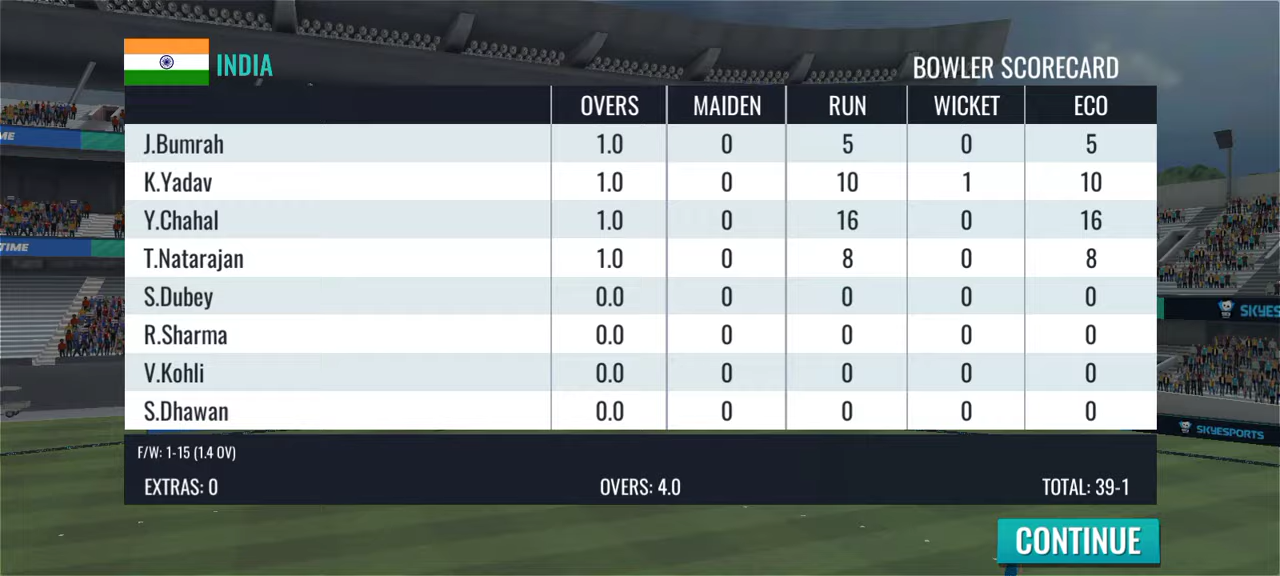 INDIA
BOWLER SCORECARD
OVERS MAIDEN RUN WICKET ECO
J.Bumrah 1.0 0 5 0 5
K.Yadav 1.0 0 10 1 10
Y.Chahal 1.0 0 16 0 16
T.Natarajan 1.0 0 8 0 8
S.Dubey 0.0 0 0 0 0
R.Sharma 0.0 0 0 0 0
V.Kohli 0.0 0 0 0 0
S.Dhawan 0.0 0 0 0 0
F/W: 1-15 (1.4 OV)
EXTRAS: 0 OVERS: 4.0 TOTAL: 39-1
CONTINUE
ME
TIME
SKYES
SKYESPORTS